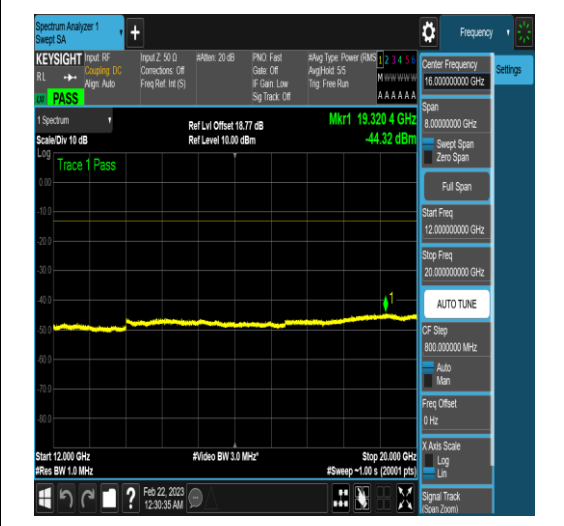 Spectrum Analyzer 1
Swept SA
Frequency
KEYSIGHT
Input: RF
Coupling: DC
Align: Auto
Input Z: 50 Ω
Corrections: Off
Freq Ref: Int (S)
#Atten: 20 dB
PNO: Fast
Gate: Off
IF Gain: Low
Sig Track: Off
#Avg Type: Power (RMS
Avg|Hold: 5/5
Trig: Free Run
1 2 3 4 5 6
M W W W W W
A A A A A A
RL
PASS
Center Frequency
16.000000000 GHz
Settings
Span
8.00000000 GHz
Swept Span
Zero Span
Full Span
Start Freq
12.000000000 GHz
Stop Freq
20.000000000 GHz
AUTO TUNE
CF Step
800.000000 MHz
Auto
Man
Freq Offset
0 Hz
X Axis Scale
Log
Lin
Signal Track
(Span Zoom)
1 Spectrum
Scale/Div 10 dB
Ref Lvl Offset 18.77 dB
Ref Level 10.00 dBm
Mkr1 19.320 4 GHz
-44.32 dBm
Log
Trace 1 Pass
0.00
-10.0
-20.0
-30.0
-40.0
-50.0
-60.0
-70.0
-80.0
1
Start 12.000 GHz
#Res BW 1.0 MHz
#Video BW 3.0 MHz*
Stop 20.000 GHz
#Sweep ~1.00 s (20001 pts)
?
Feb 22, 2023
12:30:35 AM